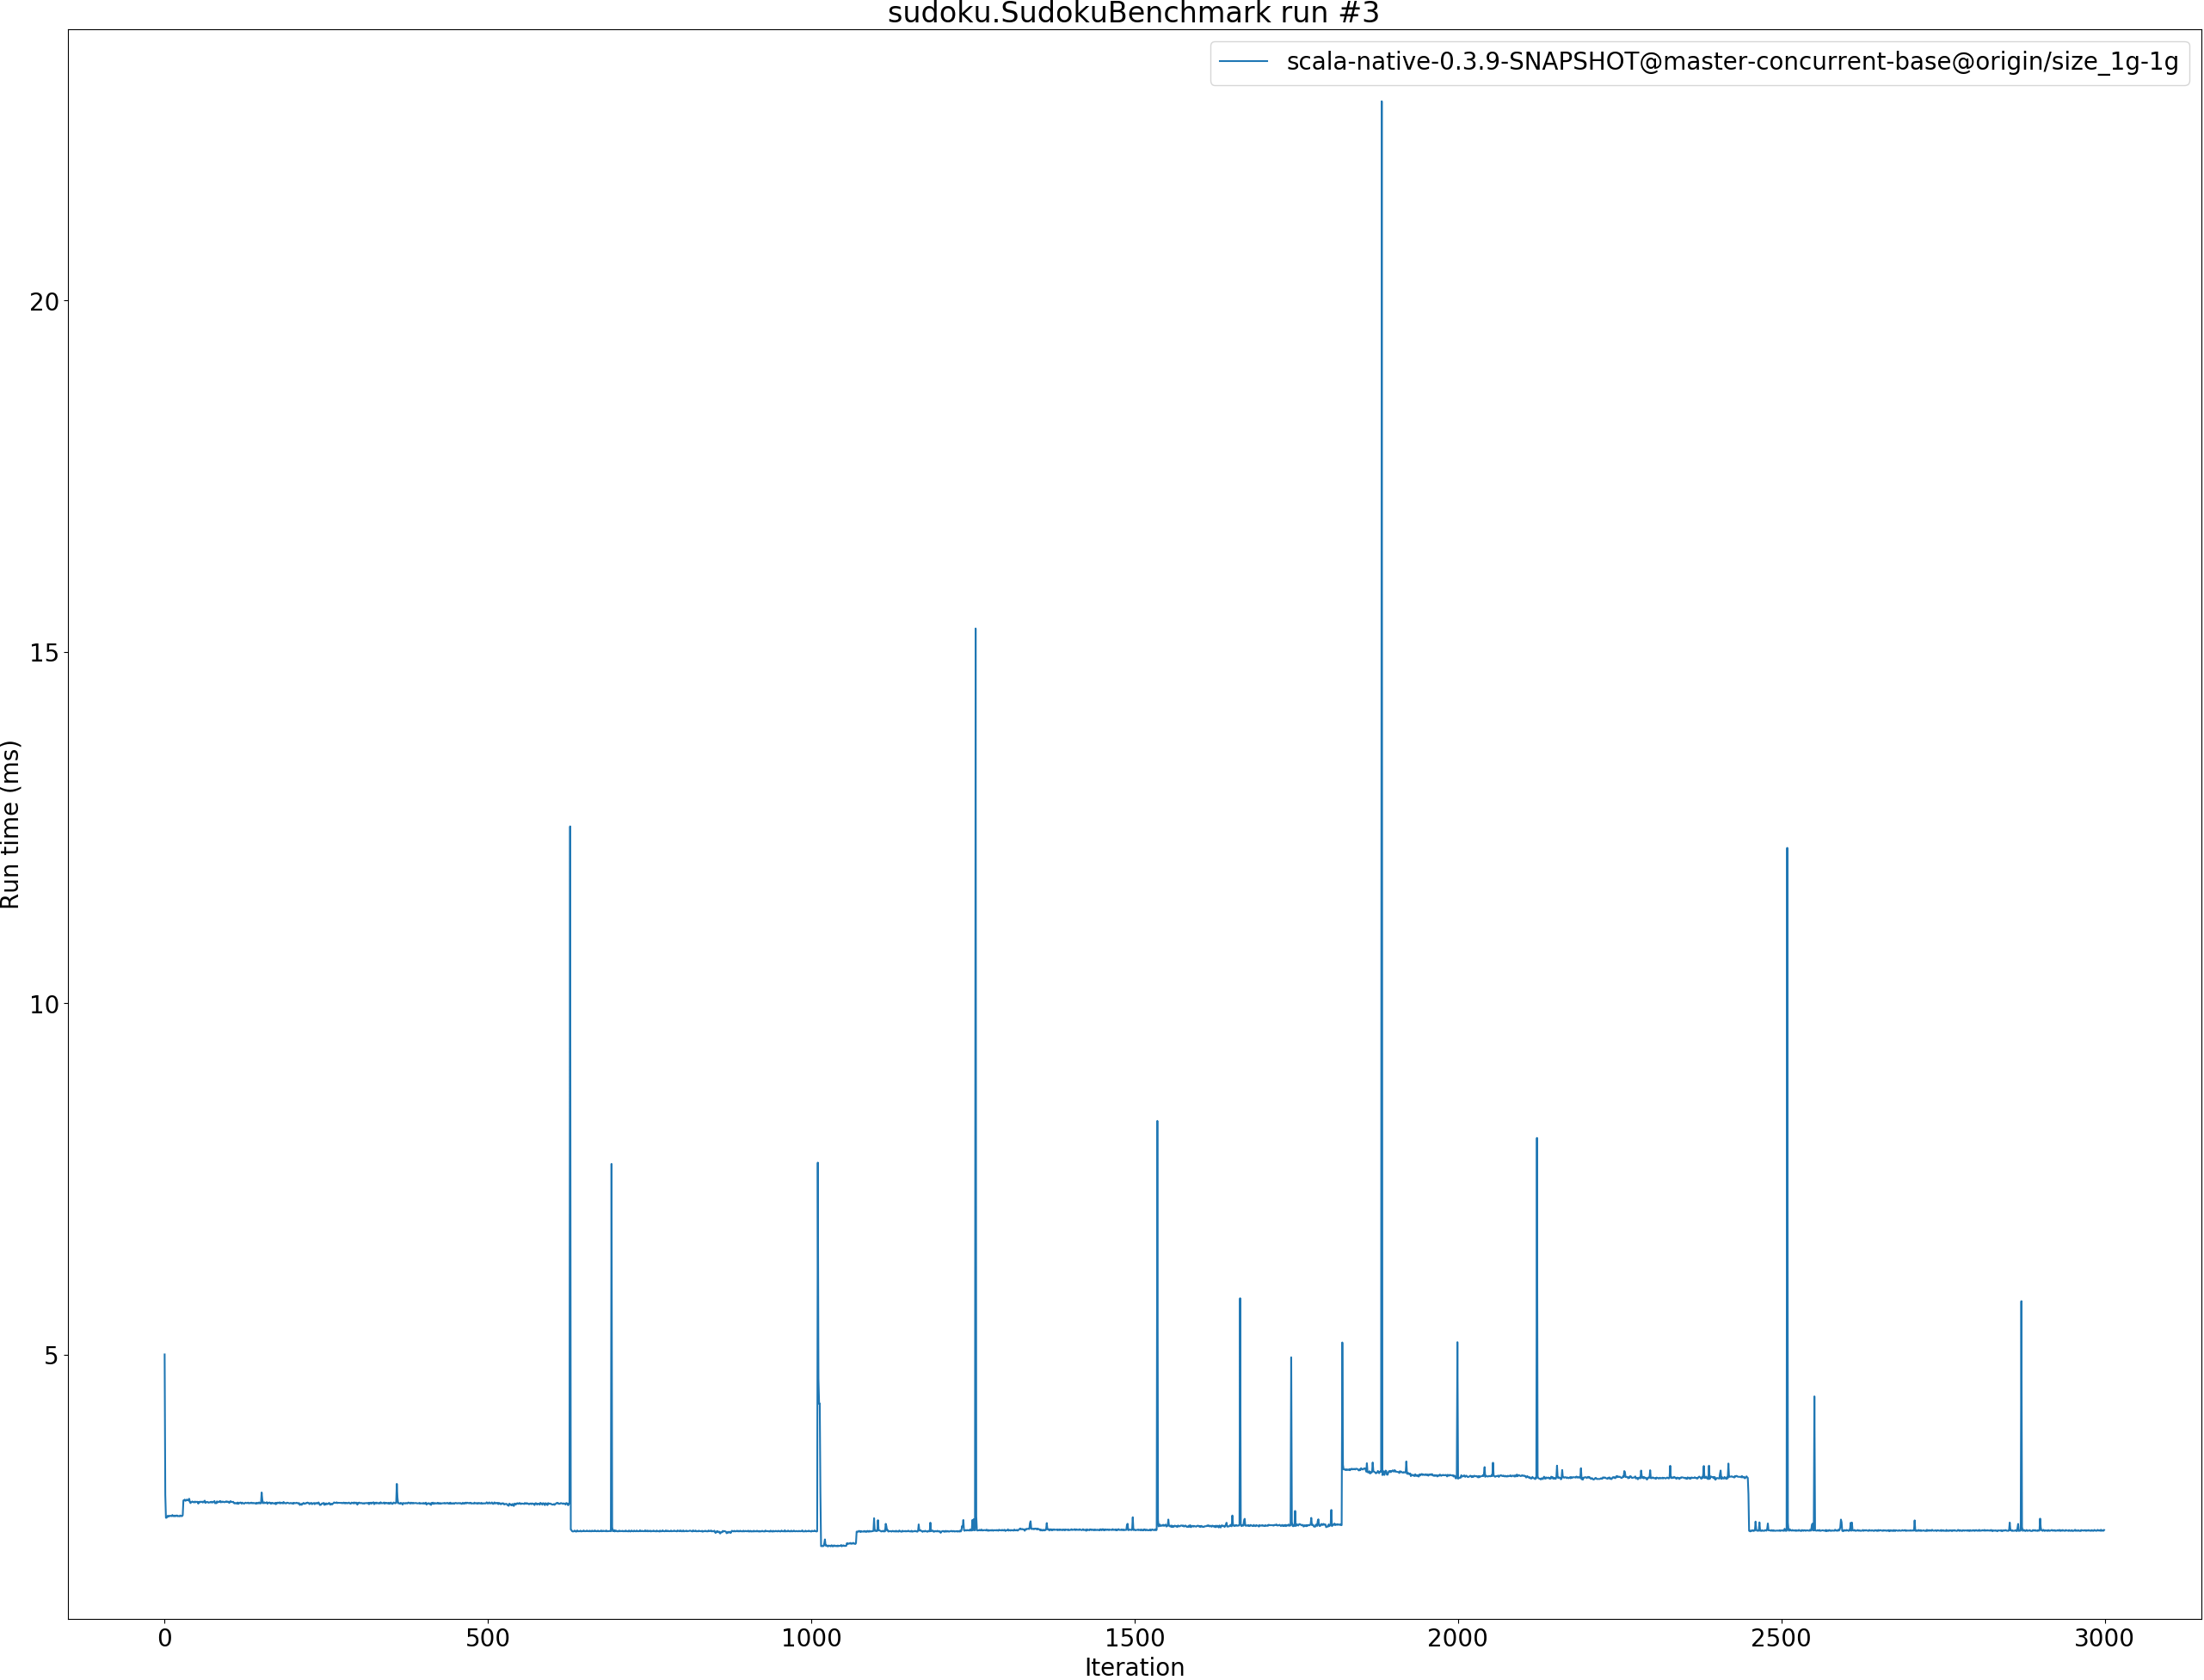 sudoku.SudokuBenchmark run #3
scala-native-0.3.9-SNAPSHOT@master-concurrent-base@origin/size_1g-1g
Run time (ms)
20
15
10
5
0 500 1000 1500 2000 2500 3000
Iteration